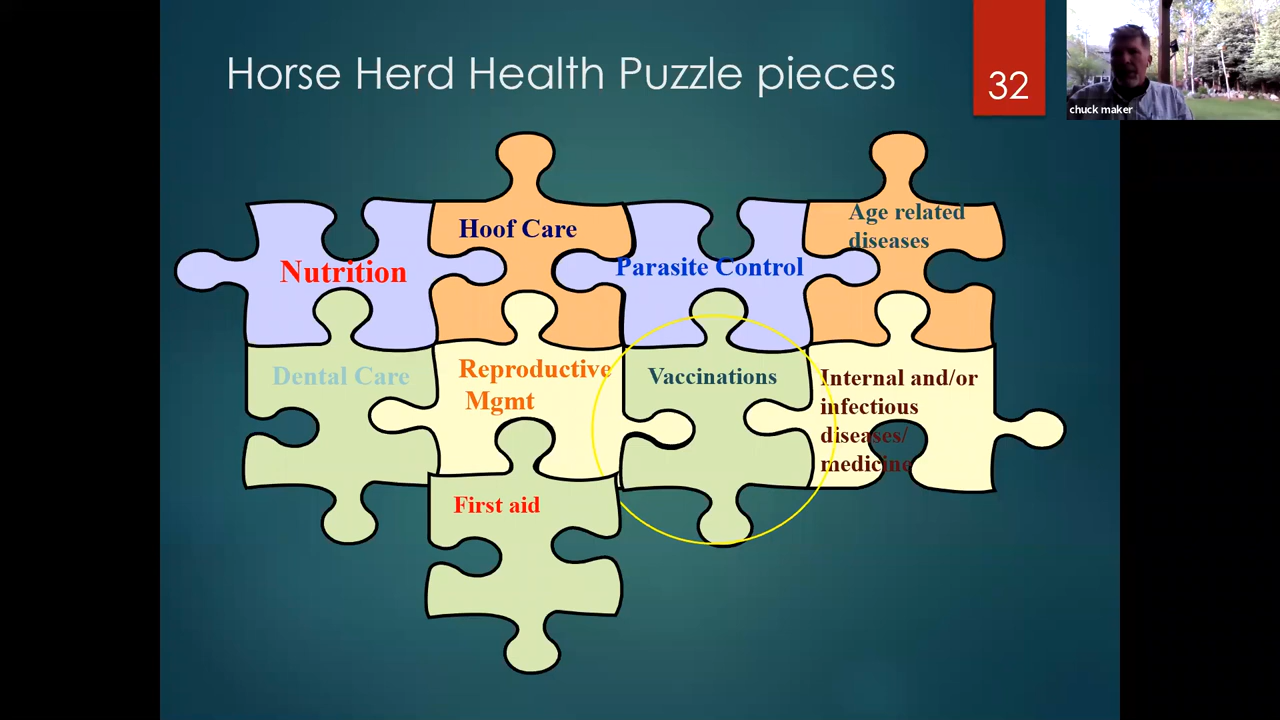 Horse Herd Health Puzzle pieces
32
chuck maker
Hoof Care
Age related
diseases
Nutrition
Parasite Control
Dental Care
Reproductive
Mgmt
Vaccinations
Internal and/or
infectious
diseases/
medicine
First aid